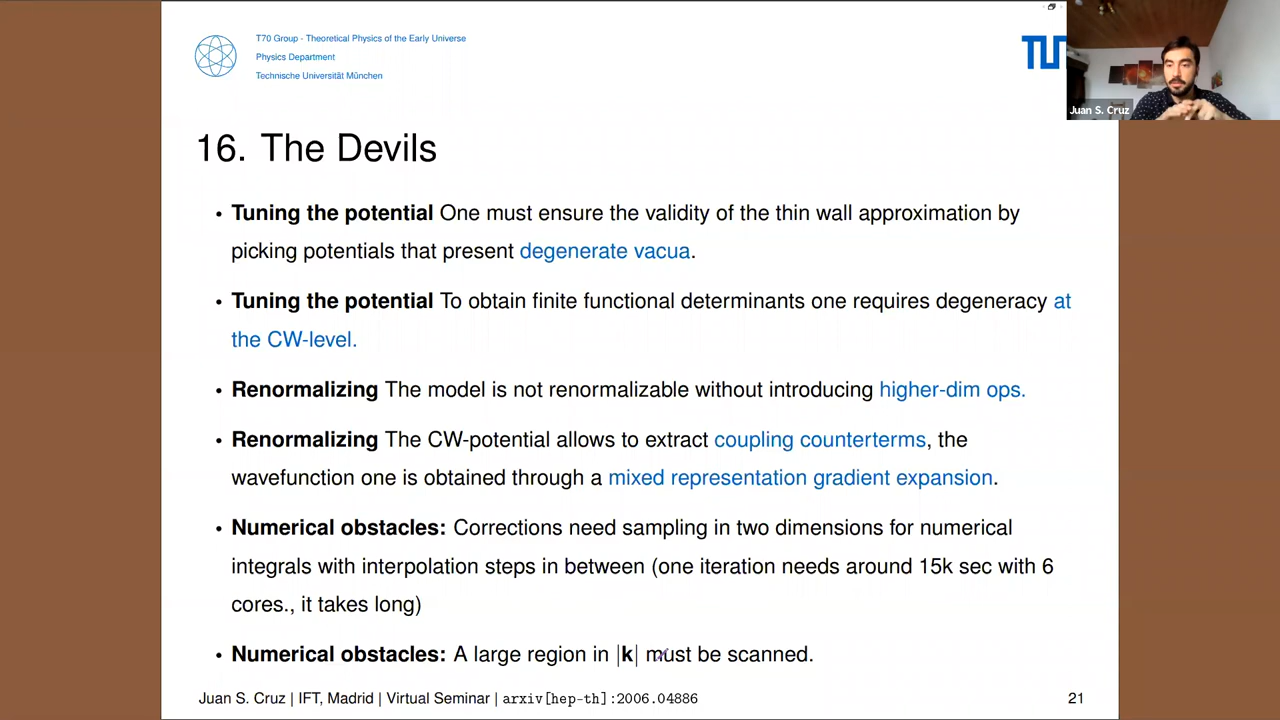 T70 Group - Theoretical Physics of the Early Universe
Physics Department
Technische Universität München
Juan S. Cruz
16. The Devils
• Tuning the potential One must ensure the validity of the thin wall approximation by
picking potentials that present degenerate vacua.
• Tuning the potential To obtain finite functional determinants one requires degeneracy at
the CW-level.
• Renormalizing The model is not renormalizable without introducing higher-dim ops.
• Renormalizing The CW-potential allows to extract coupling counterterms, the
wavefunction one is obtained through a mixed representation gradient expansion.
• Numerical obstacles: Corrections need sampling in two dimensions for numerical
integrals with interpolation steps in between (one iteration needs around 15k sec with 6
cores., it takes long)
• Numerical obstacles: A large region in |k| must be scanned.
Juan S. Cruz | IFT, Madrid | Virtual Seminar | arxiv[hep-th]:2006.04886
21